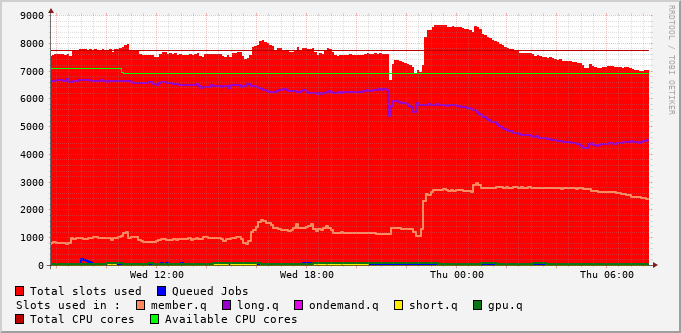 9000
8000
7000
6000
5000
4000
3000
2000
1000
0
Wed 12:00 Wed 18:00 Thu 00:00 Thu 06:00
RRDTOOL / TOBI OETIKER
Total slots used Queued Jobs
Slots used in : member.q long.q ondemand.q short.q gpu.q
Total CPU cores Available CPU cores